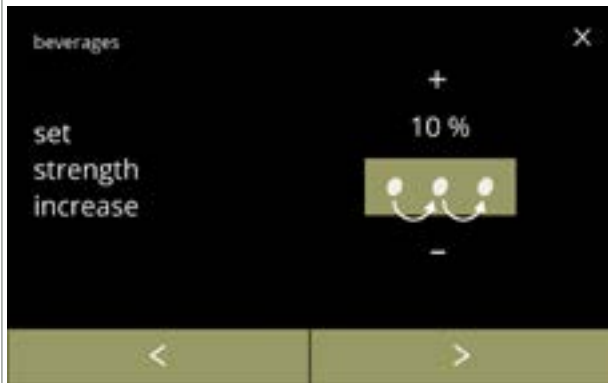 beverages
×
+
10 %
set
strength
increase
–
<
>